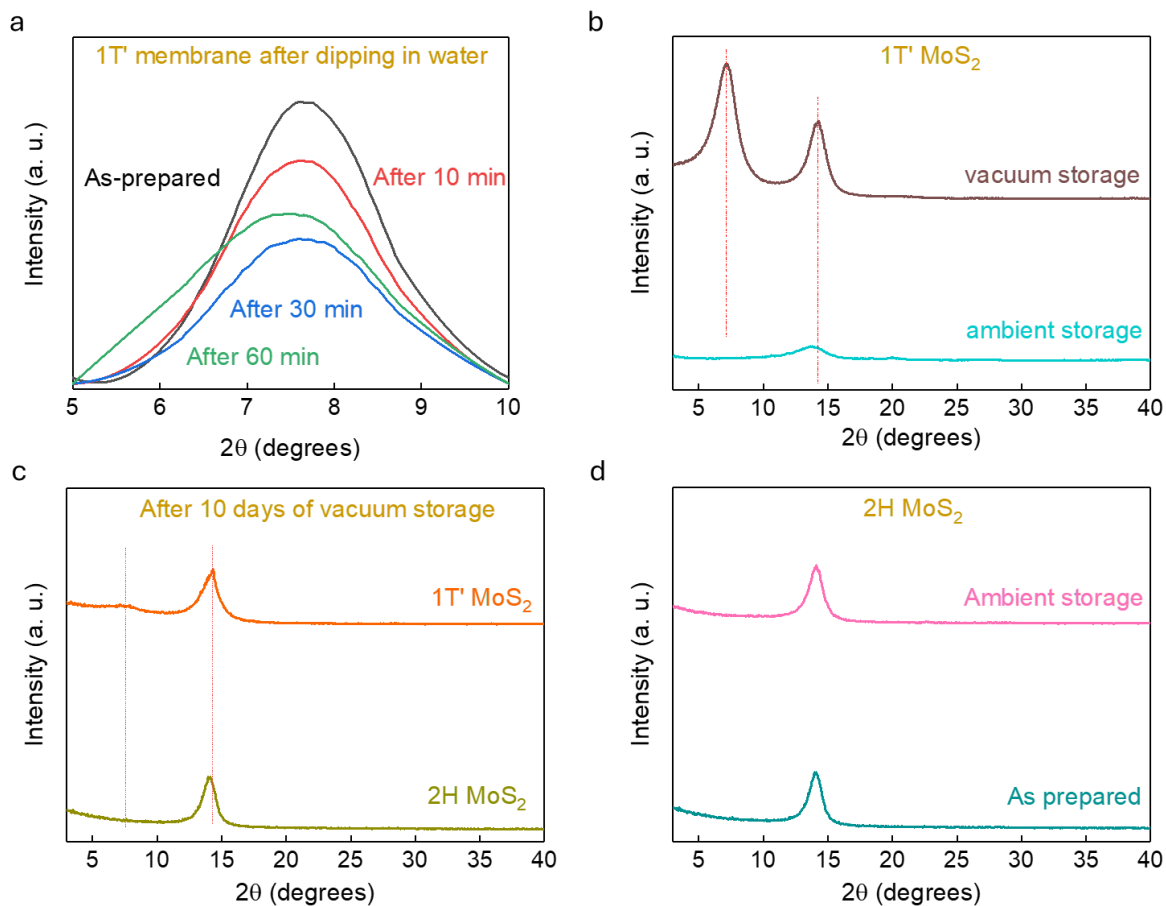 a
1T' membrane after dipping in water
As-prepared
After 10 min
After 30 min
After 60 min
Intensity (a. u.)
5 6 7 8 9 10
2θ (degrees)
b
1T' MoS₂
vacuum storage
ambient storage
Intensity (a. u.)
5 10 15 20 25 30 35 40
2θ (degrees)
c
After 10 days of vacuum storage
1T' MoS₂
2H MoS₂
Intensity (a. u.)
5 10 15 20 25 30 35 40
2θ (degrees)
d
2H MoS₂
Ambient storage
As prepared
Intensity (a. u.)
5 10 15 20 25 30 35 40
2θ (degrees)